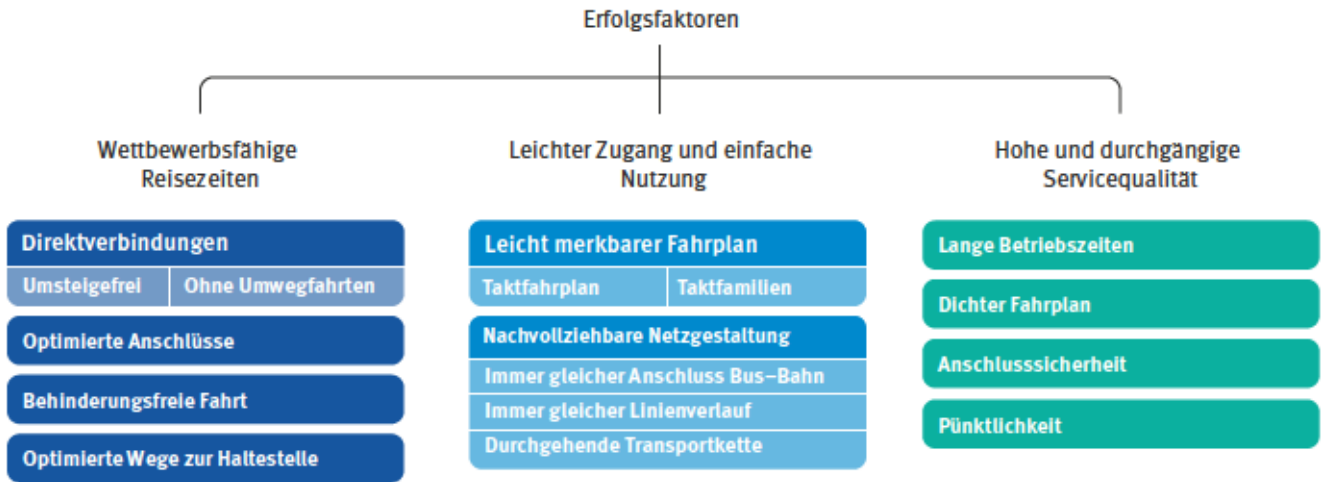 Erfolgsfaktoren
Wettbewerbsfähige
Reisezeiten
Direktverbindungen
Umsteigefrei
Ohne Umwegfahrten
Optimierte Anschlüsse
Behinderungsfreie Fahrt
Optimierte Wege zur Haltestelle
Leichter Zugang und einfache
Nutzung
Leicht merkbarer Fahrplan
Taktfahrplan
Taktfamilien
Nachvollziehbare Netzgestaltung
Immer gleicher Anschluss Bus–Bahn
Immer gleicher Linienverlauf
Durchgehende Transportkette
Hohe und durchgängige
Servicequalität
Lange Betriebszeiten
Dichter Fahrplan
Anschlusssicherheit
Pünktlichkeit